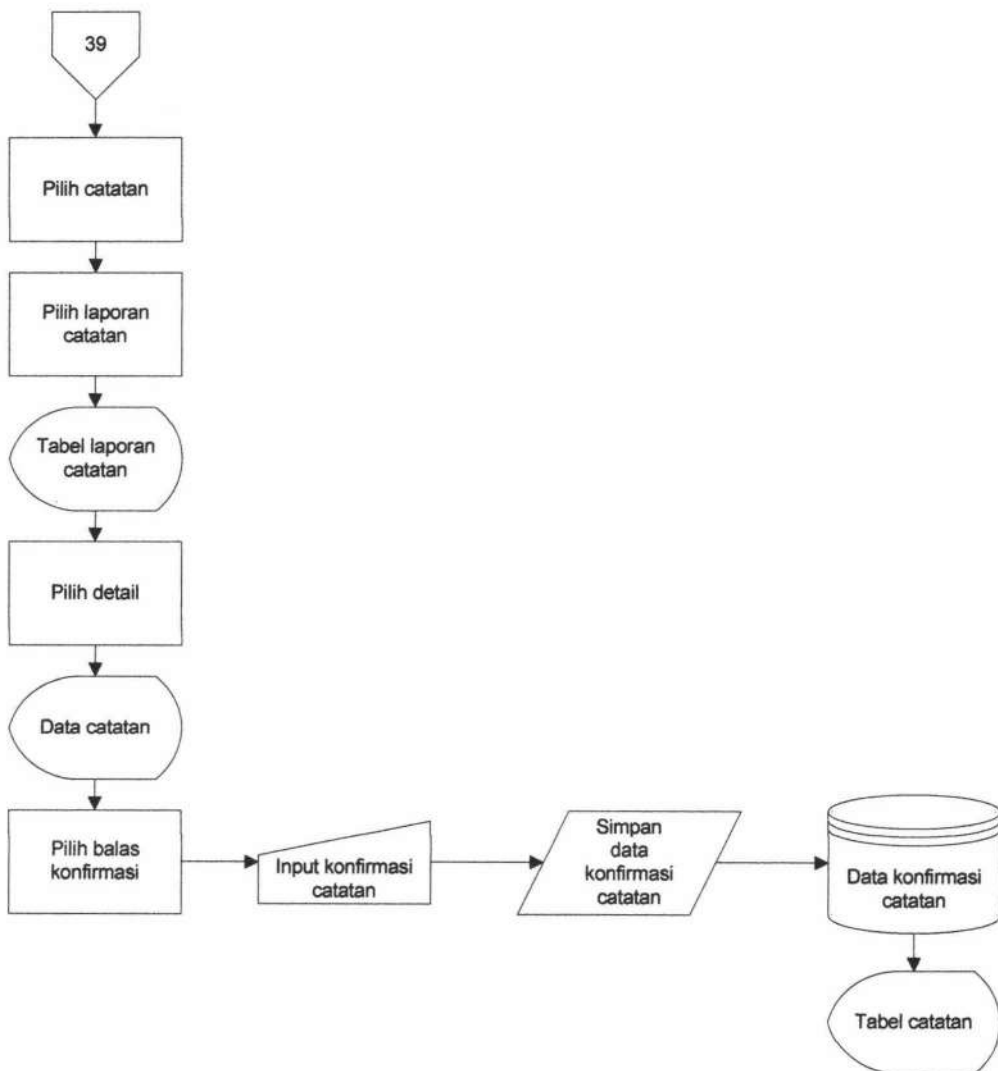 39
Pilih catatan
Pilih laporan
catatan
Tabel laporan
catatan
Pilih detail
Data catatan
Pilih balas
konfirmasi
Input konfirmasi
catatan
Simpan
data
konfirmasi
catatan
Data konfirmasi
catatan
Tabel catatan